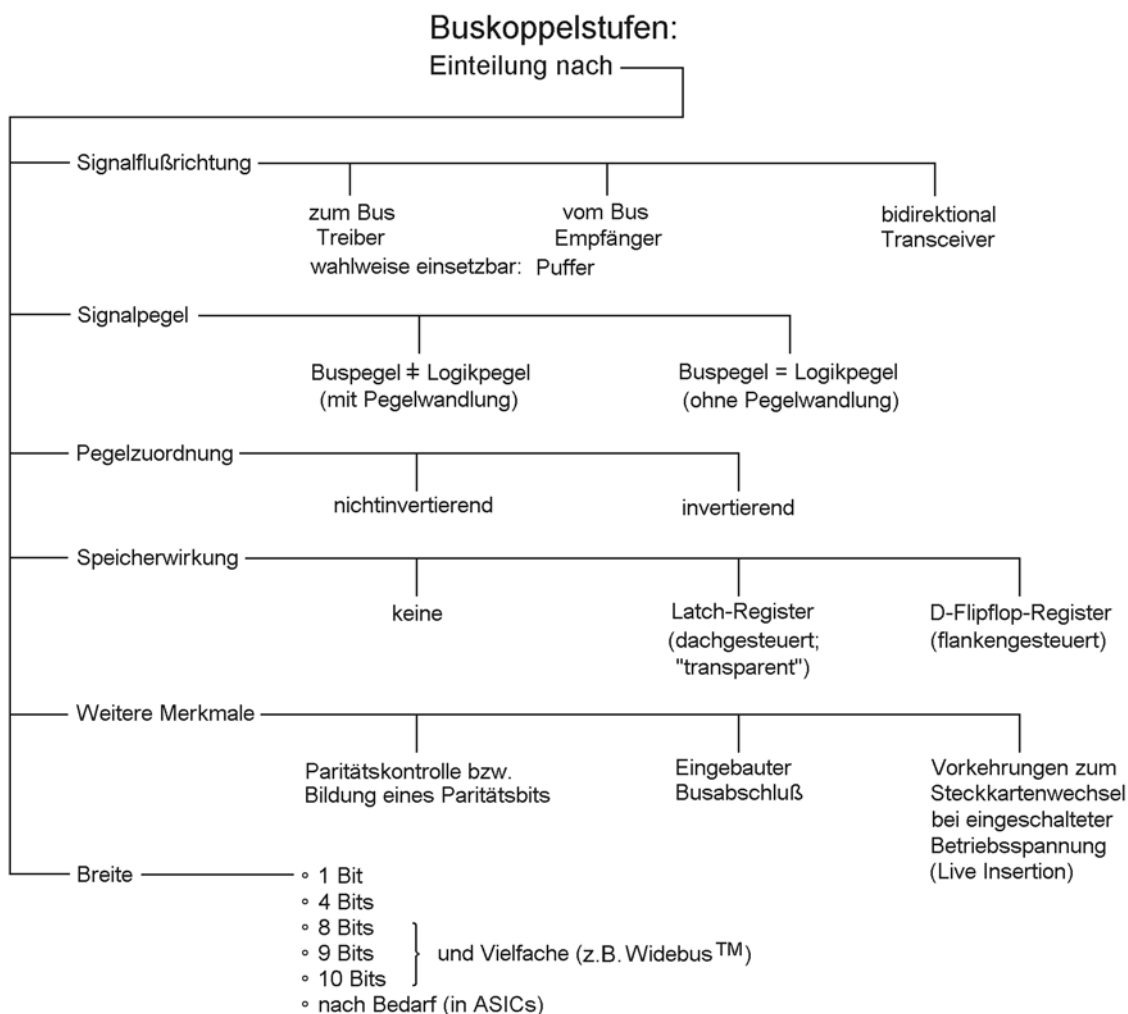 Buskoppelstufen:
Einteilung nach
Signalflußrichtung
zum Bus
Treiber
vom Bus
Empfänger
bidirektional
Transceiver
wahlweise einsetzbar: Puffer
Signalpegel
Buspegel ǂ Logikpegel
(mit Pegelwandlung)
Buspegel = Logikpegel
(ohne Pegelwandlung)
Pegelzuordnung
nichtinvertierend
invertierend
Speicherwirkung
keine
Latch-Register
(dachgesteuert;
"transparent")
D-Flipflop-Register
(flankengesteuert)
Weitere Merkmale
Paritätskontrolle bzw.
Bildung eines Paritätsbits
Eingebauter
Busabschluß
Vorkehrungen zum
Steckkartenwechsel
bei eingeschalteter
Betriebsspannung
(Live Insertion)
Breite
° 1 Bit
° 4 Bits
° 8 Bits
° 9 Bits
und Vielfache (z.B. Widebus™)
° 10 Bits
° nach Bedarf (in ASICs)